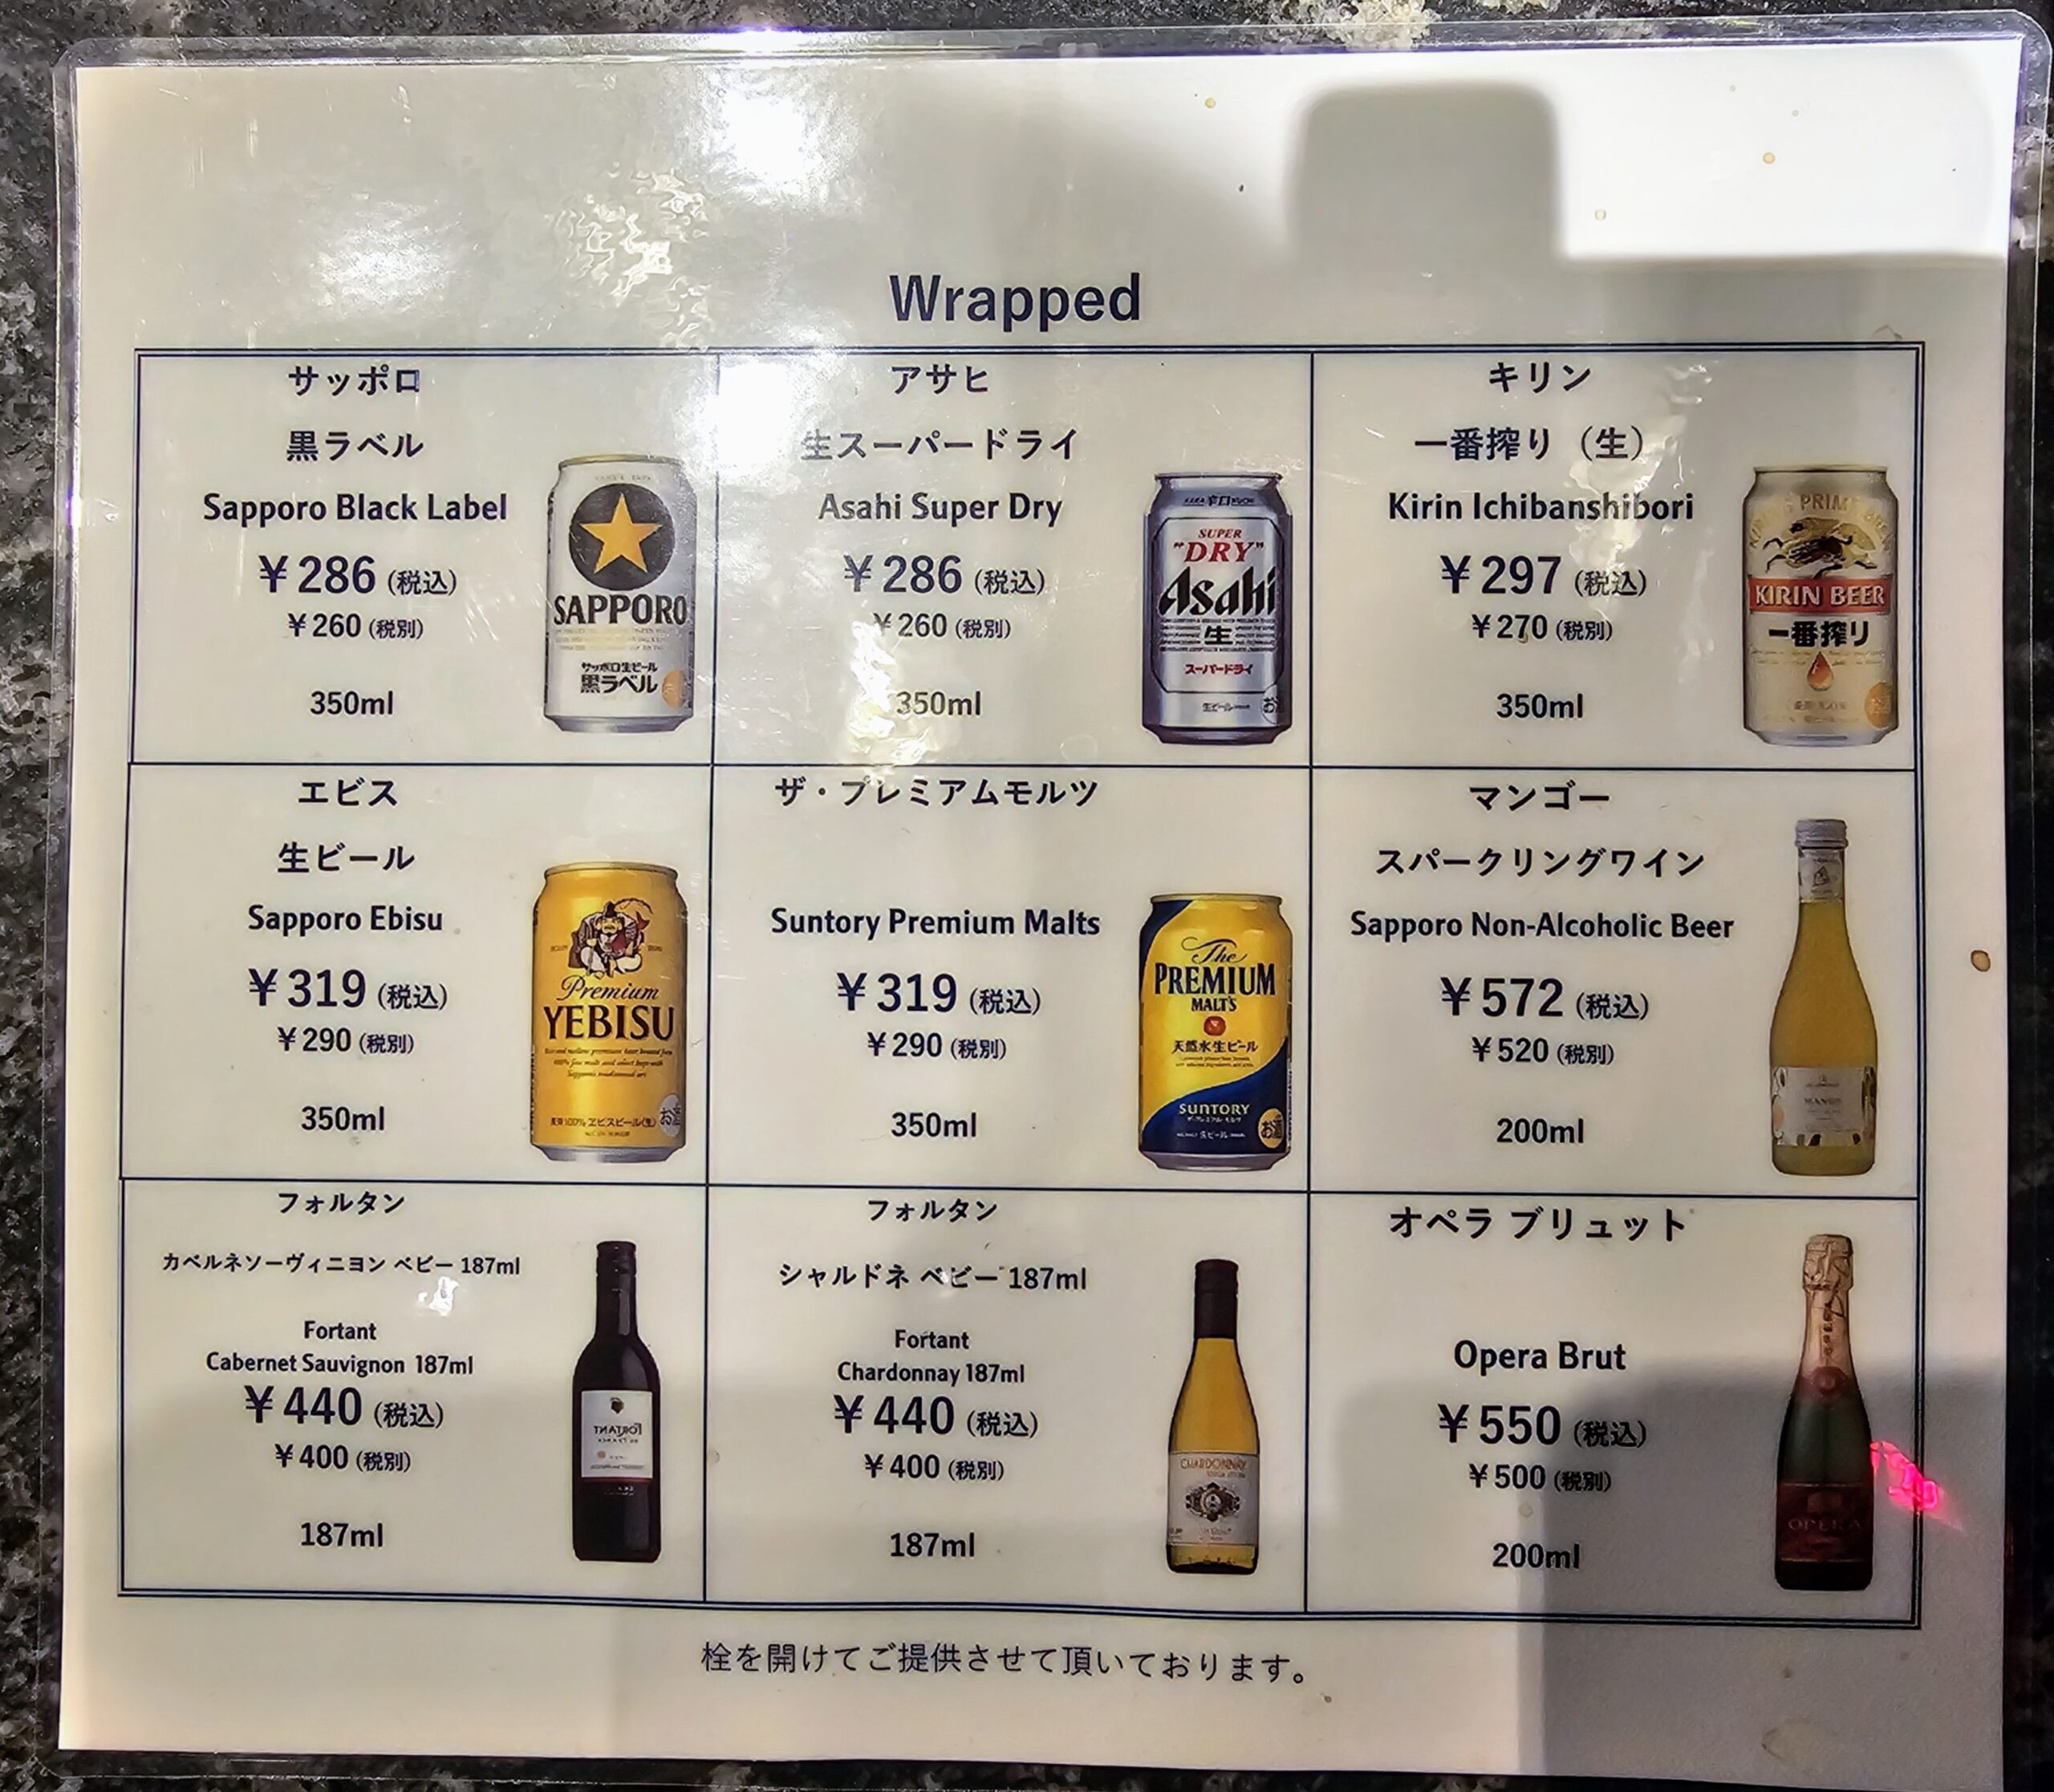 Wrapped
サッポロ
黒ラベル
Sapporo Black Label
¥286 (税込)
¥260 (税別)
350ml
SAPPORO
サッポロ生ビール
黒ラベル
アサヒ
生スーパードライ
Asahi Super Dry
¥286 (税込)
¥260 (税別)
350ml
SUPER
"DRY"
Asahi
生
スーパードライ
生ビール
キリン
一番搾り（生）
Kirin Ichibanshibori
¥297 (税込)
¥270 (税別)
350ml
KIRIN BEER
一番搾り
エビス
生ビール
Sapporo Ebisu
¥319 (税込)
¥290 (税別)
350ml
Premium
YEBISU
お酒
ザ・プレミアムモルツ
Suntory Premium Malts
¥319 (税込)
¥290 (税別)
350ml
The
PREMIUM
MALT'S
天然水生ビール
SUNTORY
お酒
マンゴー
スパークリングワイン
Sapporo Non-Alcoholic Beer
¥572 (税込)
¥520 (税別)
200ml
フォルタン
カベルネソーヴィニヨン ベビー 187ml
Fortant
Cabernet Sauvignon 187ml
¥440 (税込)
¥400 (税別)
187ml
FORTANT
フォルタン
シャルドネ ベビー 187ml
Fortant
Chardonnay 187ml
¥440 (税込)
¥400 (税別)
187ml
CHARDONNAY
オペラ ブリュット
Opera Brut
¥550 (税込)
¥500 (税別)
200ml
OPERA
栓を開けてご提供させて頂いております。